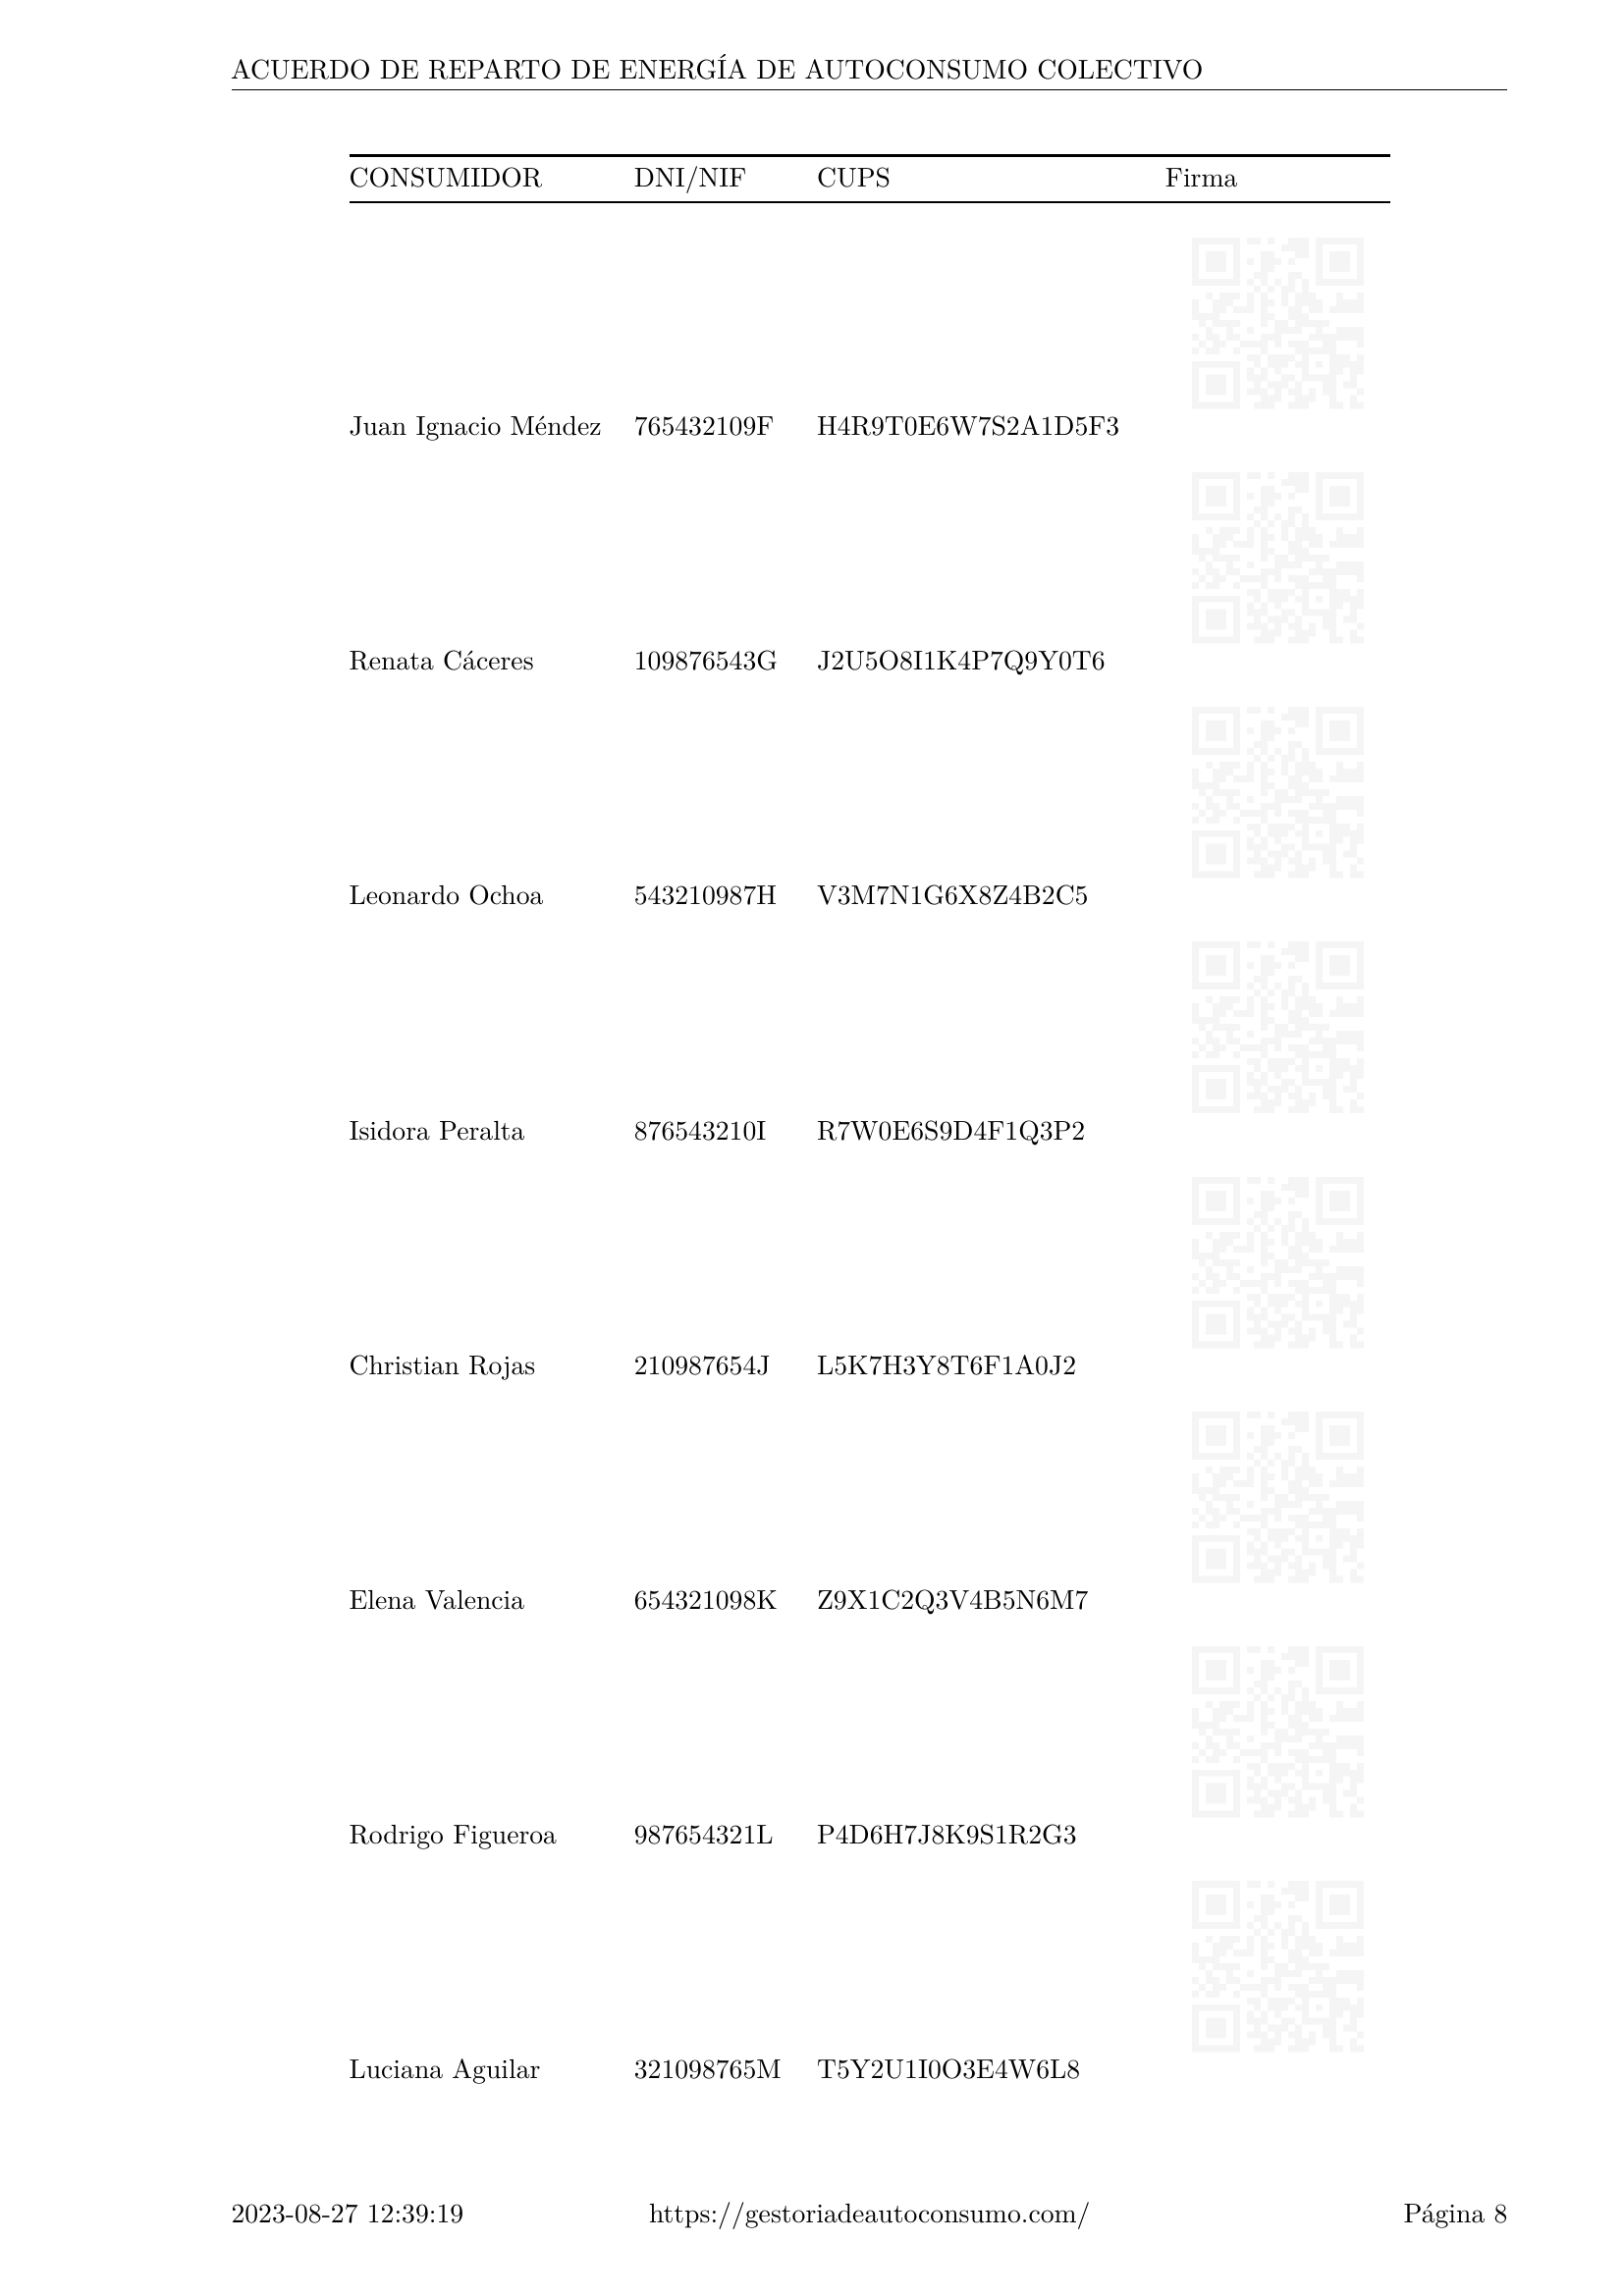 ACUERDO DE REPARTO DE ENERGÍA DE AUTOCONSUMO COLECTIVO
CONSUMIDOR DNI/NIF CUPS Firma
Juan Ignacio Méndez 765432109F H4R9T0E6W7S2A1D5F3
Renata Cáceres 109876543G J2U5O8I1K4P7Q9Y0T6
Leonardo Ochoa 543210987H V3M7N1G6X8Z4B2C5
Isidora Peralta 876543210I R7W0E6S9D4F1Q3P2
Christian Rojas 210987654J L5K7H3Y8T6F1A0J2
Elena Valencia 654321098K Z9X1C2Q3V4B5N6M7
Rodrigo Figueroa 987654321L P4D6H7J8K9S1R2G3
Luciana Aguilar 321098765M T5Y2U1I0O3E4W6L8
2023-08-27 12:39:19 https://gestoriadeautoconsumo.com/ Página 8